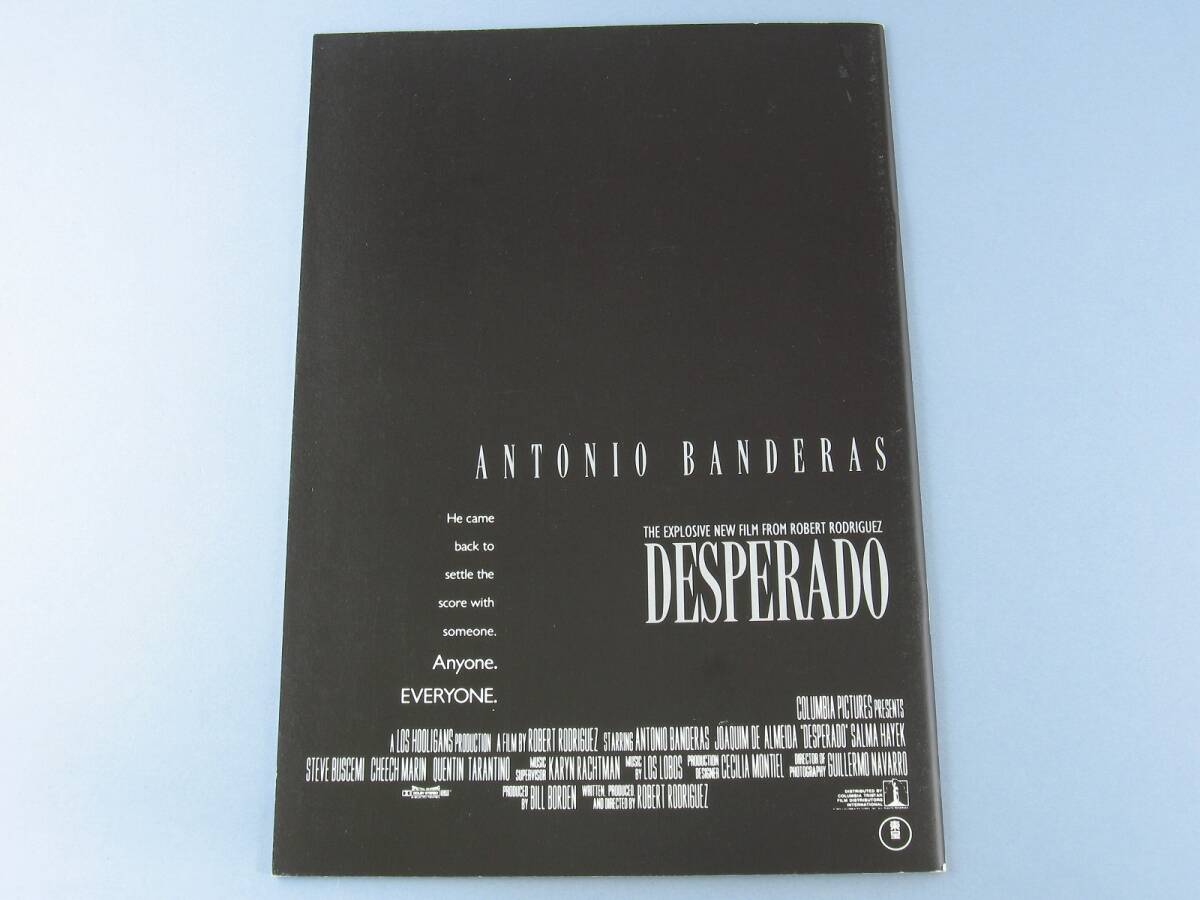 ANTONIO BANDERAS
He came
back to
settle the
score with
someone.
Anyone.
EVERYONE.
THE EXPLOSIVE NEW FILM FROM ROBERT RODRIGUEZ
DESPERADO
COLUMBIA PICTURES PRESENTS
A LOS HOOLIGANS PRODUCTION A FILM BY ROBERT RODRIGUEZ STARRING ANTONIO BANDERAS JOAQUIM DE ALMEIDA "DESPERADO" SALMA HAYEK
STEVE BUSCEMI CHEECH MARIN QUENTIN TARANTINO MUSIC SUPERVISOR KARYN RACHTMAN MUSIC BY LOS LOBOS PRODUCTION DESIGNER CECILIA MONTIEL DIRECTOR OF PHOTOGRAPHY GUILLERMO NAVARRO
PRODUCED BY BILL BORDEN WRITTEN, PRODUCED AND DIRECTED BY ROBERT RODRIGUEZ
DOLBY STEREO
DISTRIBUTED BY
COLUMBIA TRISTAR
FILM DISTRIBUTORS
INTERNATIONAL
東宝